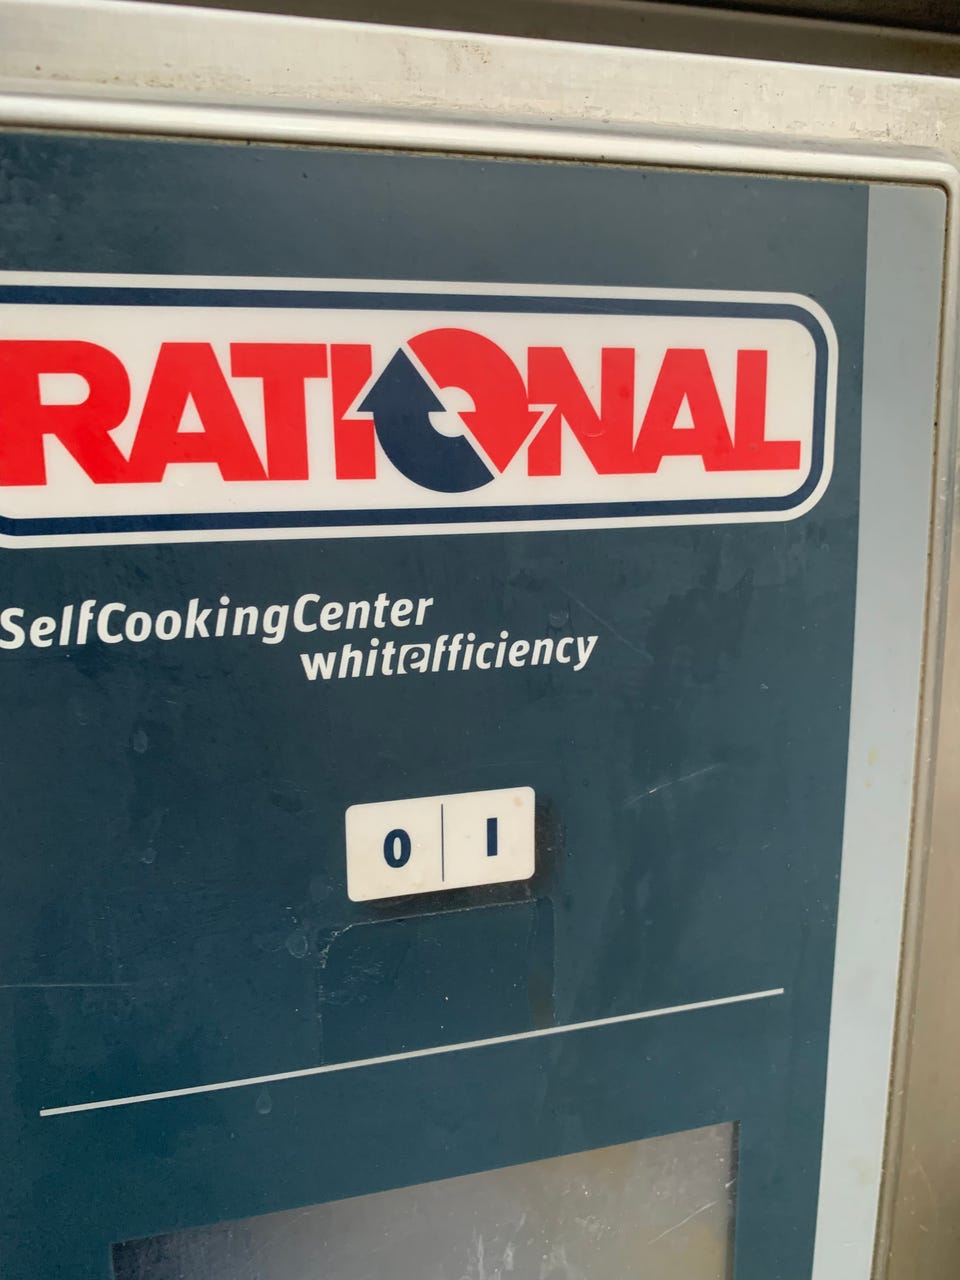 RATIONAL
SelfCookingCenter
whitefficiency
0 I